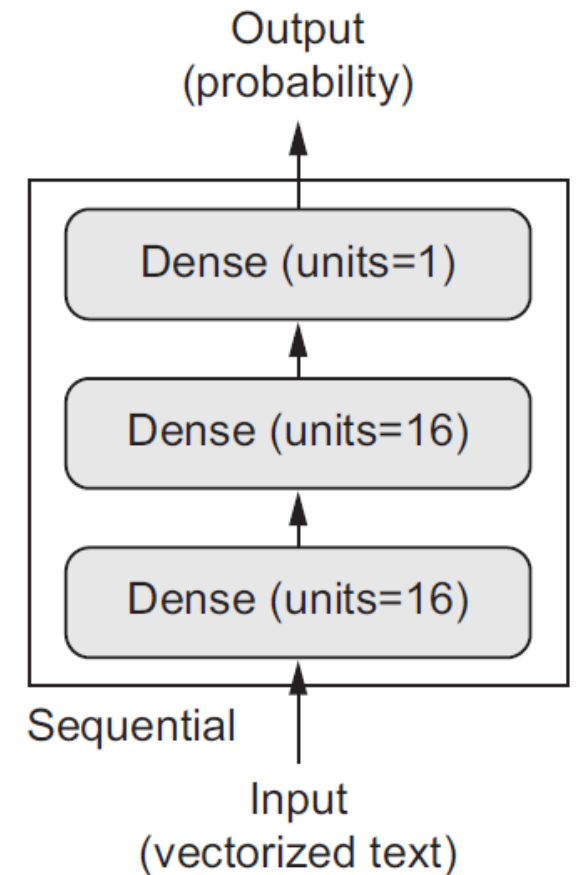 Output
(probability)
Dense (units=1)
Dense (units=16)
Dense (units=16)
Sequential
Input
(vectorized text)